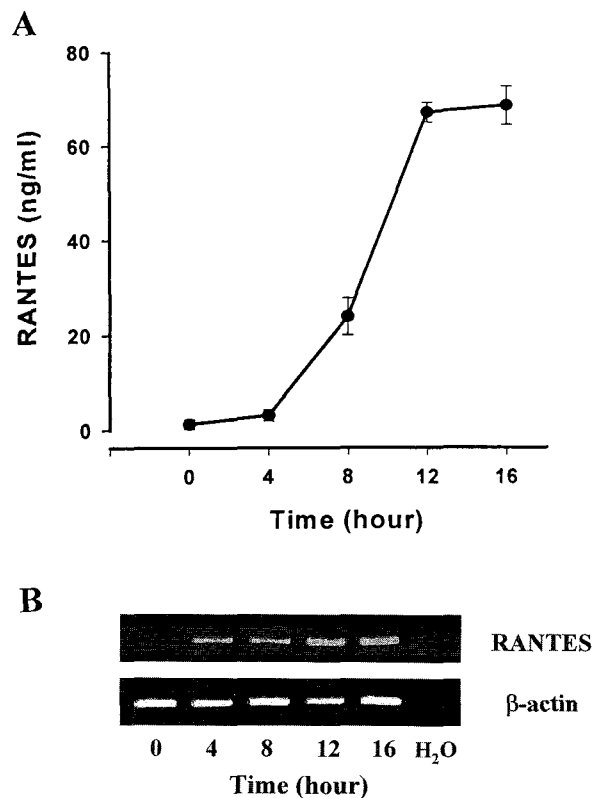 A
80
60
40
20
0
RANTES (ng/ml)
0 4 8 12 16
Time (hour)
B
RANTES
β-actin
0 4 8 12 16 H₂O
Time (hour)